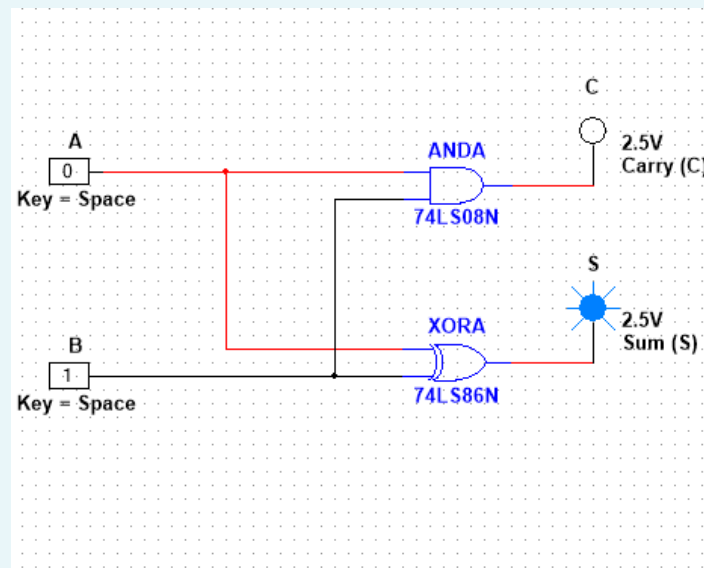 C
A
ANDA
2.5V
Carry (C)
0
Key = Space
74LS08N
S
B
XORA
2.5V
Sum (S)
1
Key = Space
74LS86N